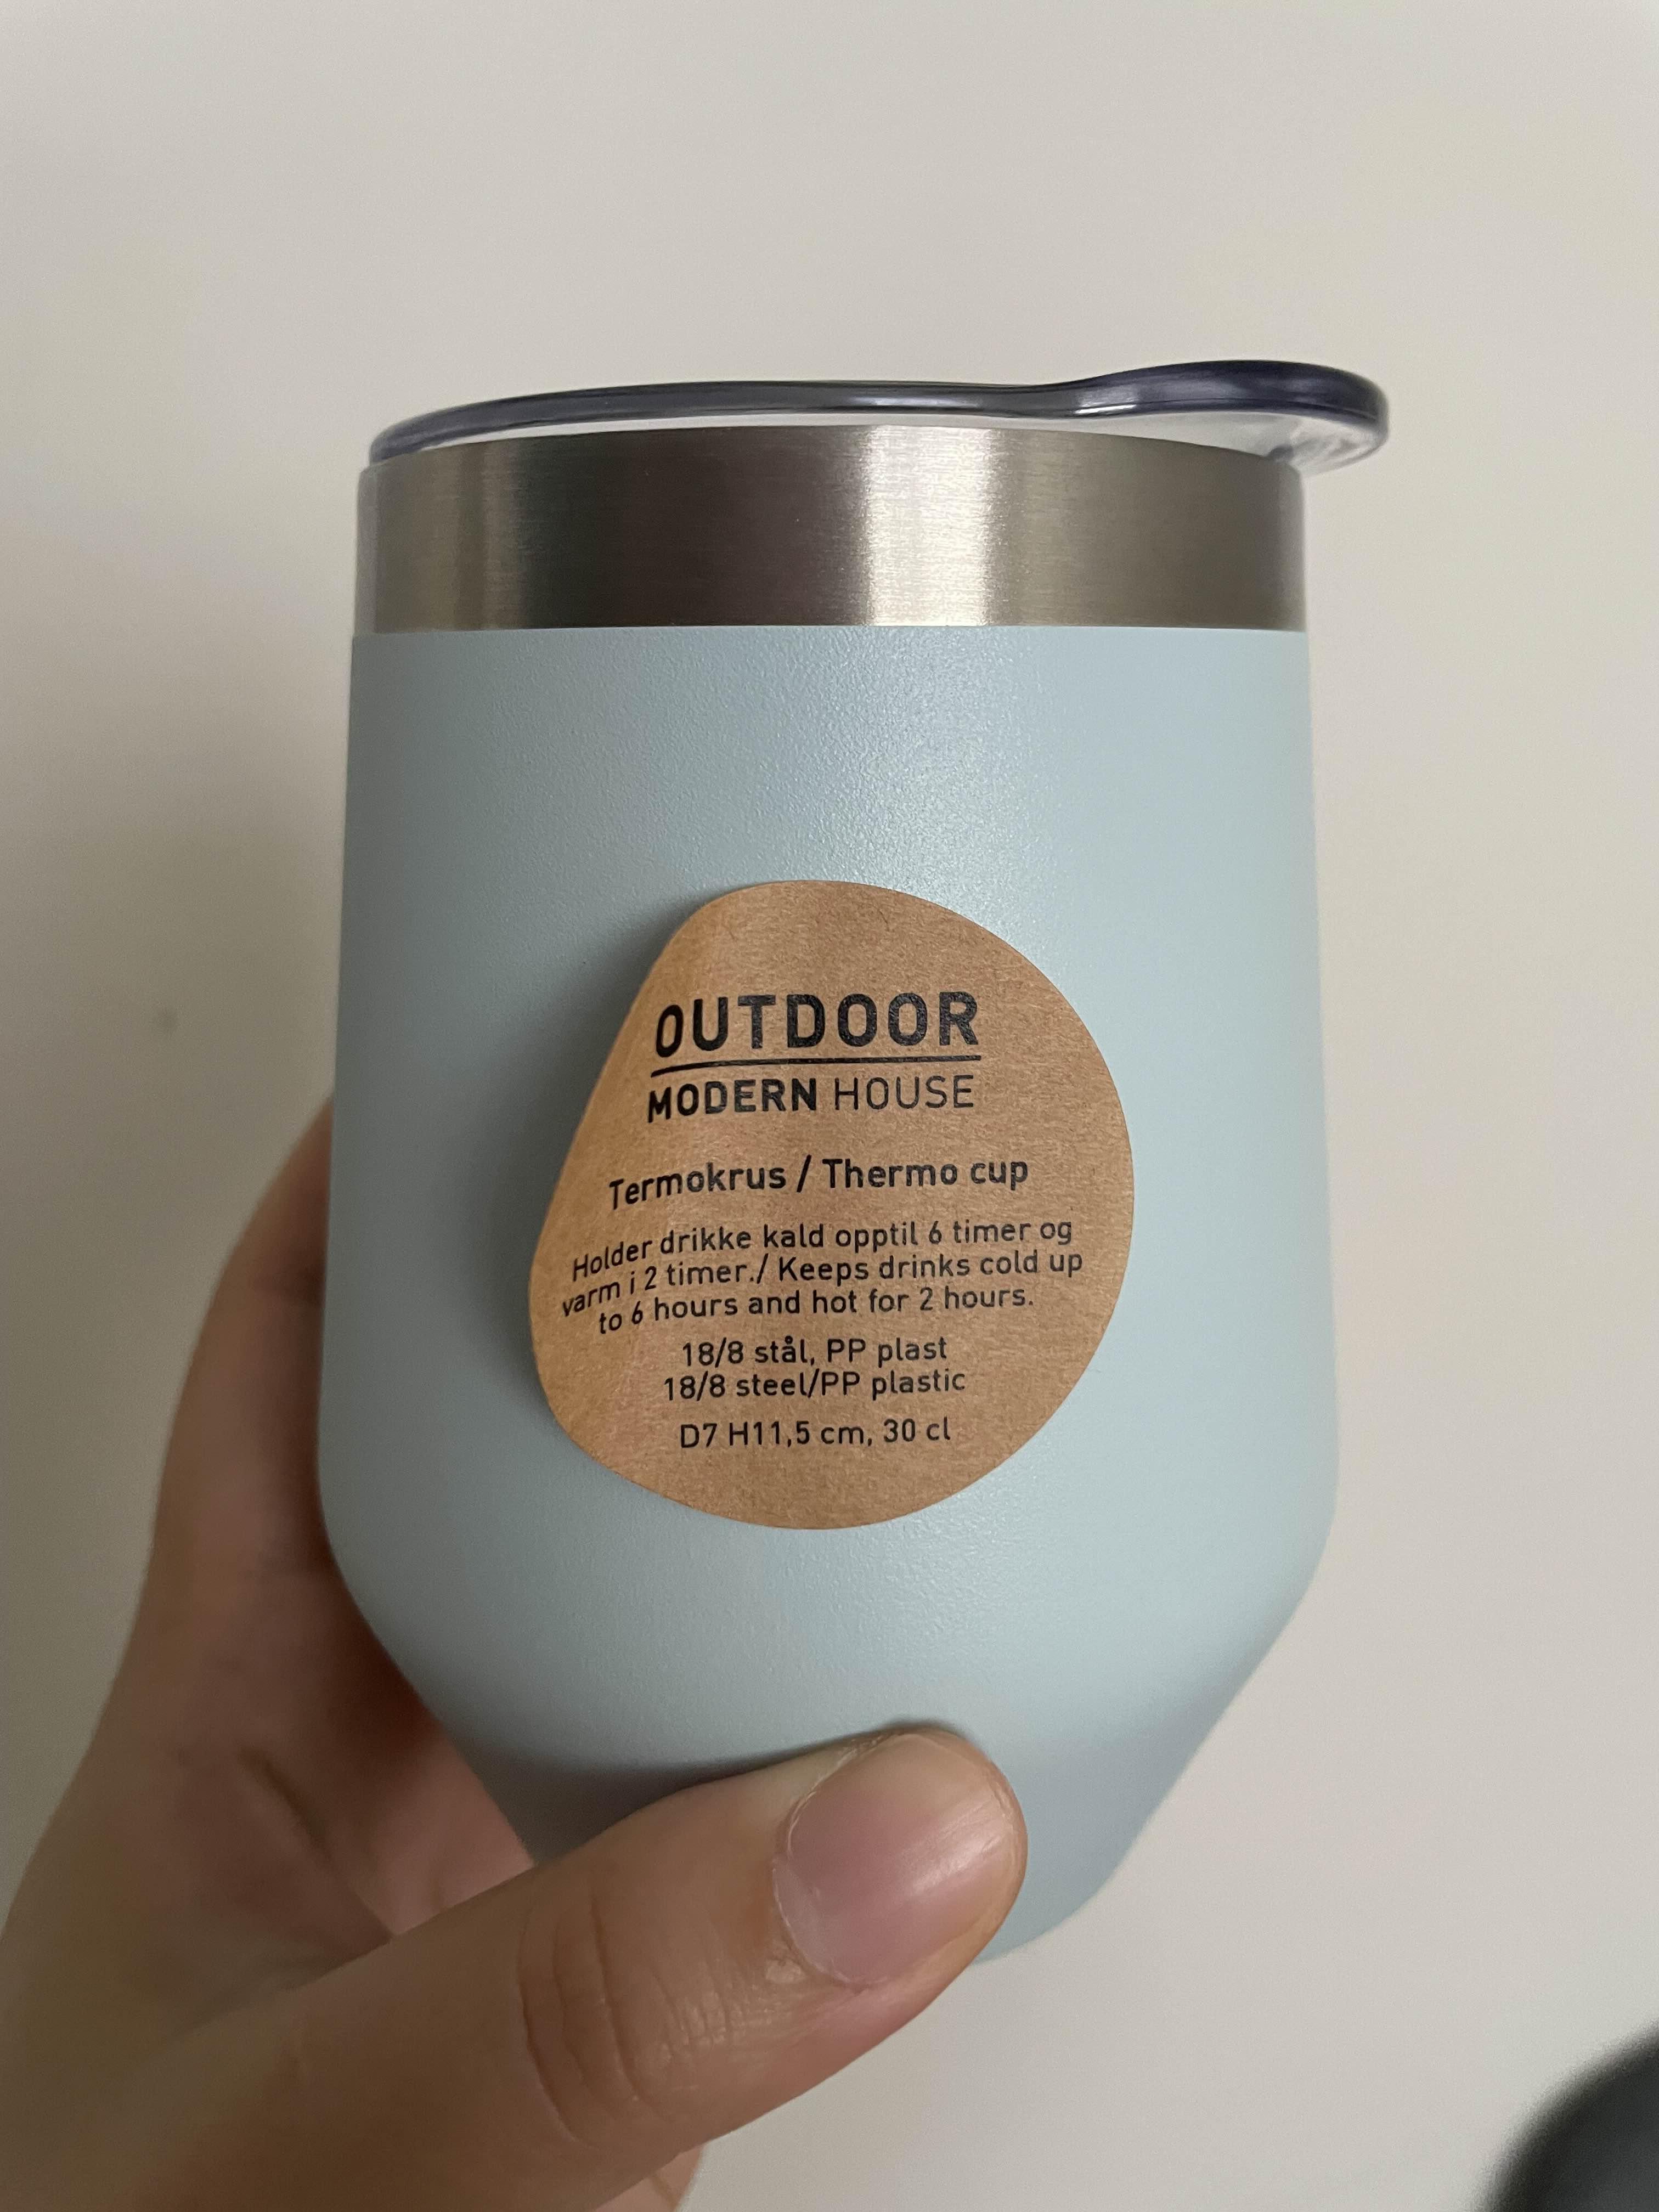 OUTDOOR
MODERN HOUSE
Termokrus / Thermo cup
Holder drikke kald opptil 6 timer og
varm i 2 timer./ Keeps drinks cold up
to 6 hours and hot for 2 hours.
18/8 stål, PP plast
18/8 steel/PP plastic
D7 H11,5 cm, 30 cl